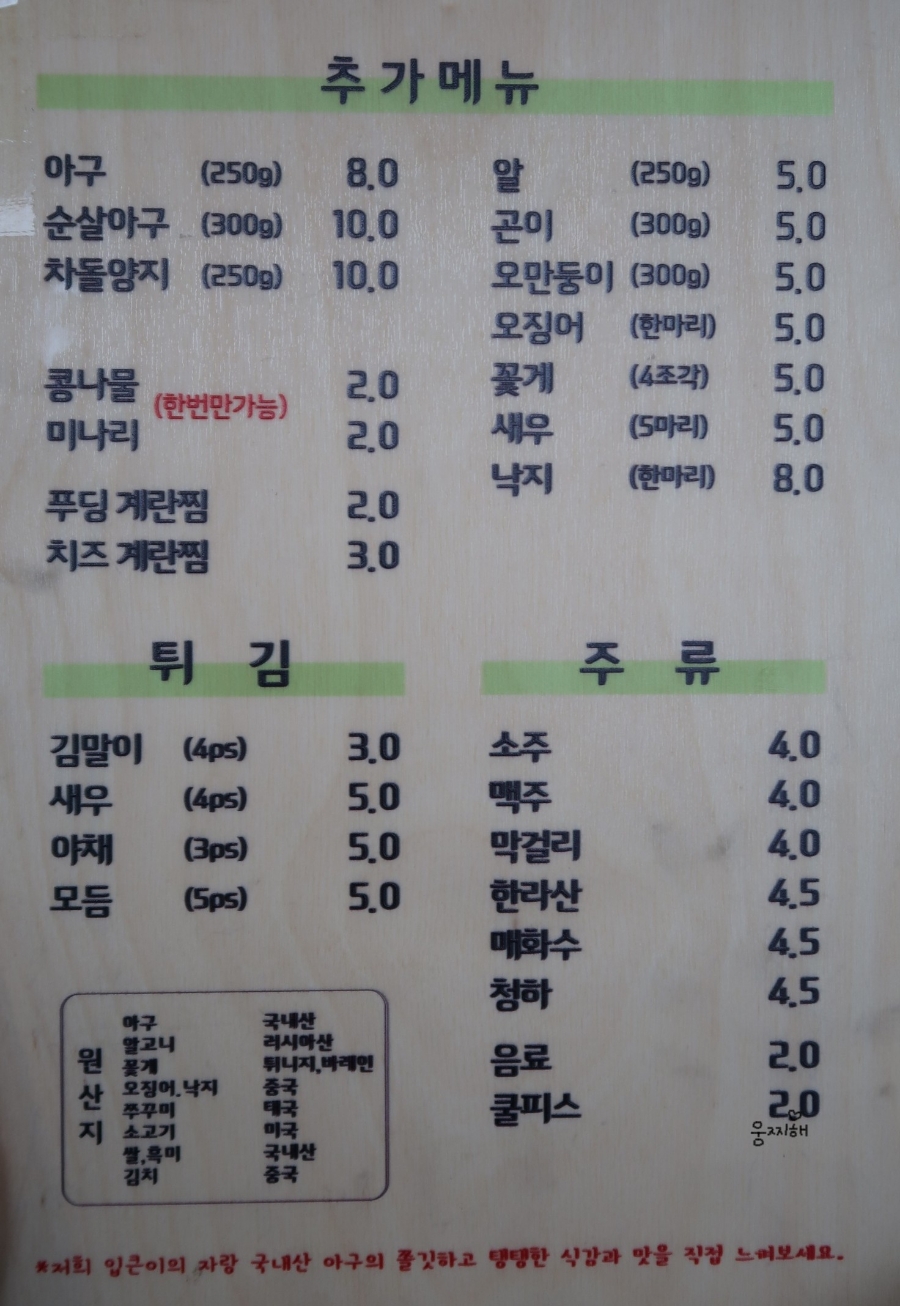 추가메뉴
아구 (250g) 8.0
순살아구 (300g) 10.0
차돌양지 (250g) 10.0
콩나물 2.0
(한번만가능)
미나리 2.0
푸딩 계란찜 2.0
치즈 계란찜 3.0
알 (250g) 5.0
곤이 (300g) 5.0
오만둥이 (300g) 5.0
오징어 (한마리) 5.0
꽃게 (4조각) 5.0
새우 (5마리) 5.0
낙지 (한마리) 8.0
튀 김
김말이 (4ps) 3.0
새우 (4ps) 5.0
야채 (3ps) 5.0
모듬 (5ps) 5.0
주 류
소주 4.0
맥주 4.0
막걸리 4.0
한라산 4.5
매화수 4.5
청하 4.5
음료 2.0
쿨피스 2.0
웅찌해
원산지
아구 국내산
알고니 러시아산
꽃게 튀니지,바레인
오징어.낙지 중국
쭈꾸미 태국
소고기 미국
쌀,흑미 국내산
김치 중국
*저희 입큰이의 자랑 국내산 아구의 쫄깃하고 탱탱한 식감과 맛을 직접 느껴보세요.